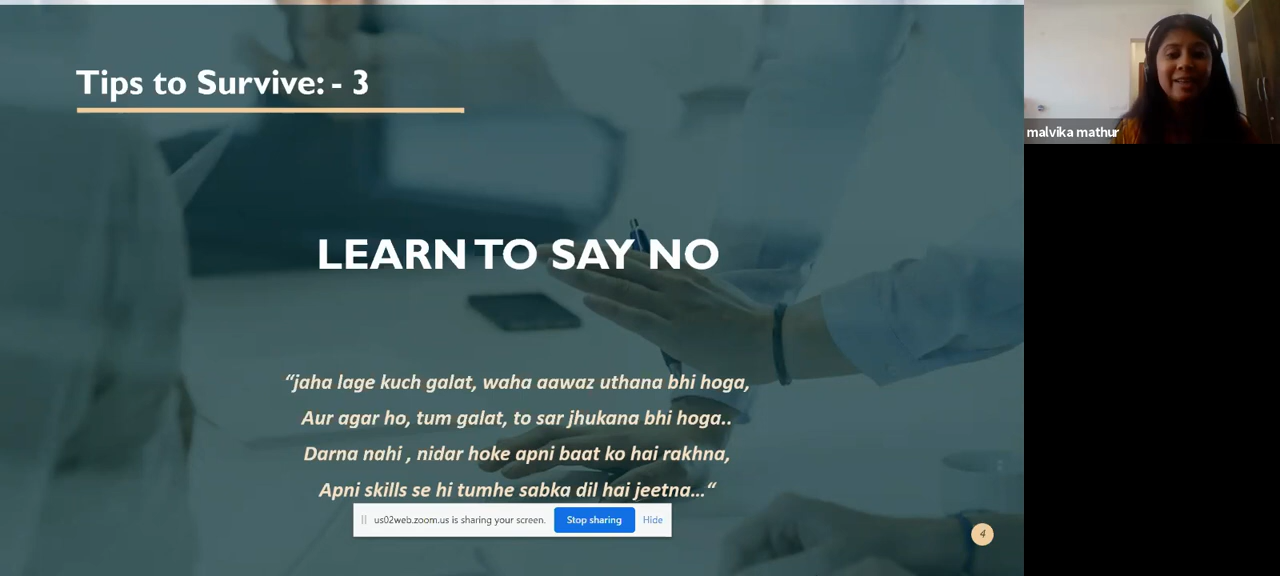 Tips to Survive: - 3
malvika mathur
LEARN TO SAY NO
“jaha lage kuch galat, waha aawaz uthana bhi hoga,
Aur agar ho, tum galat, to sar jhukana bhi hoga..
Darna nahi , nidar hoke apni baat ko hai rakhna,
Apni skills se hi tumhe sabka dil hai jeetna...“
us02web.zoom.us is sharing your screen. Stop sharing Hide
4